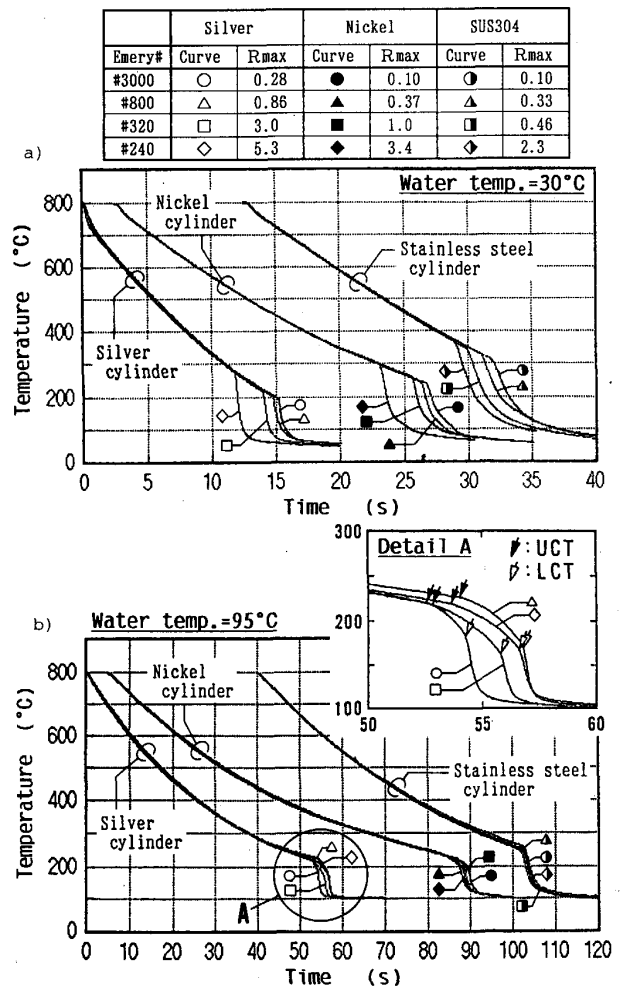 Silver Nickel SUS304
Emery# Curve Rmax Curve Rmax Curve Rmax
#3000 ○ 0.28 ● 0.10 ◑ 0.10
#800 △ 0.86 ▲ 0.37 ◮ 0.33
#320 □ 3.0 ■ 1.0 ◨ 0.46
#240 ◇ 5.3 ◆ 3.4 ⬗ 2.3
a)
Water temp.=30°C
Nickel
cylinder
Stainless steel
cylinder
Silver
cylinder
Temperature (°C)
800
600
400
200
0
0 5 10 15 20 25 30 35 40
Time (s)
b)
Water temp.=95°C
Detail A
: UCT
: LCT
300
200
100
50 55 60
Nickel
cylinder
Stainless steel
cylinder
Silver
cylinder
A
Temperature (°C)
800
600
400
200
0
0 10 20 30 40 50 60 70 80 90 100 110 120
Time (s)